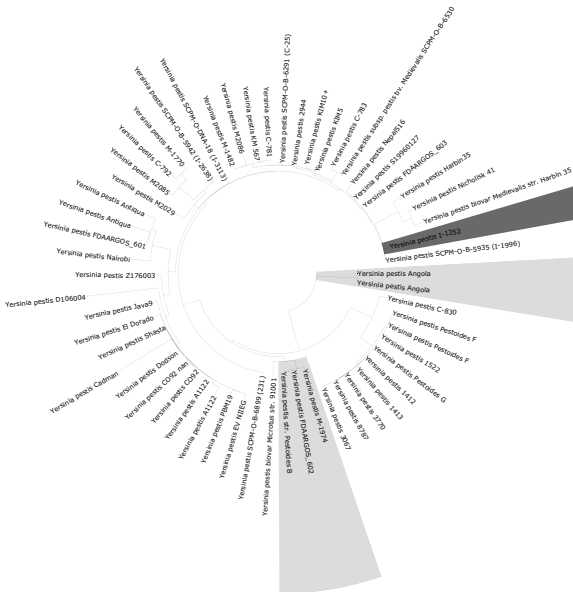 Yersinia pestis SCPM-O-B-6291 (C-25)
Yersinia pestis 2944
Yersinia pestis KIM10+
Yersinia pestis KIM5
Yersinia pestis C-783
Yersinia pestis subsp. pestis bv. Medievalis SCPM-O-B-6530
Yersinia pestis Nepal516
Yersinia pestis S19960127
Yersinia pestis FDAARGOS_603
Yersinia pestis Harbin35
Yersinia pestis Nicholisk 41
Yersinia pestis biovar Medievalis str. Harbin 35
Yersinia pestis I-1252
Yersinia pestis SCPM-O-B-5935 (I-1996)
Yersinia pestis Angola
Yersinia pestis Angola
Yersinia pestis C-830
Yersinia pestis Pestoides F
Yersinia pestis Pestoides F
Yersinia pestis 1522
Yersinia pestis Pestoides G
Yersinia pestis 1412
Yersinia pestis 1413
Yersinia pestis 3770
Yersinia pestis 8787
Yersinia pestis 3067
Yersinia pestis M-1974
Yersinia pestis FDAARGOS_602
Yersinia pestis str. Pestoides B
Yersinia pestis biovar Microtus str. 91001
Yersinia pestis SCPM-O-B-6899 (231)
Yersinia pestis EV NIIEG
Yersinia pestis PBM19
Yersinia pestis A1122
Yersinia pestis A1122
Yersinia pestis CO92
Yersinia pestis CO92_nan
Yersinia pestis Dodson
Yersinia pestis Cadman
Yersinia pestis Shasta
Yersinia pestis El Dorado
Yersinia pestis Java9
Yersinia pestis D106004
Yersinia pestis Z176003
Yersinia pestis Nairobi
Yersinia pestis FDAARGOS_601
Yersinia pestis Antiqua
Yersinia pestis Antiqua
Yersinia pestis M2029
Yersinia pestis M2085
Yersinia pestis C-792
Yersinia pestis M-1770
Yersinia pestis SCPM-O-B-5942 (I-2638)
Yersinia pestis SCPM-O-DNA-18 (I-3113)
Yersinia pestis M-1482
Yersinia pestis M2086
Yersinia pestis KM 567
Yersinia pestis C-781